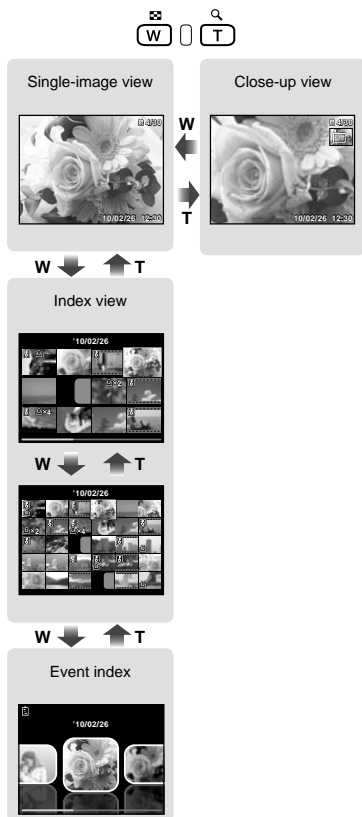 W T
Single-image view
4/30
'10/02/26 12:30
W
T
Close-up view
4/30
'10/02/26 12:30
W T
Index view
'10/02/26
×2
×4
W T
'10/02/26
×2 ×4
W T
Event index
'10/02/26